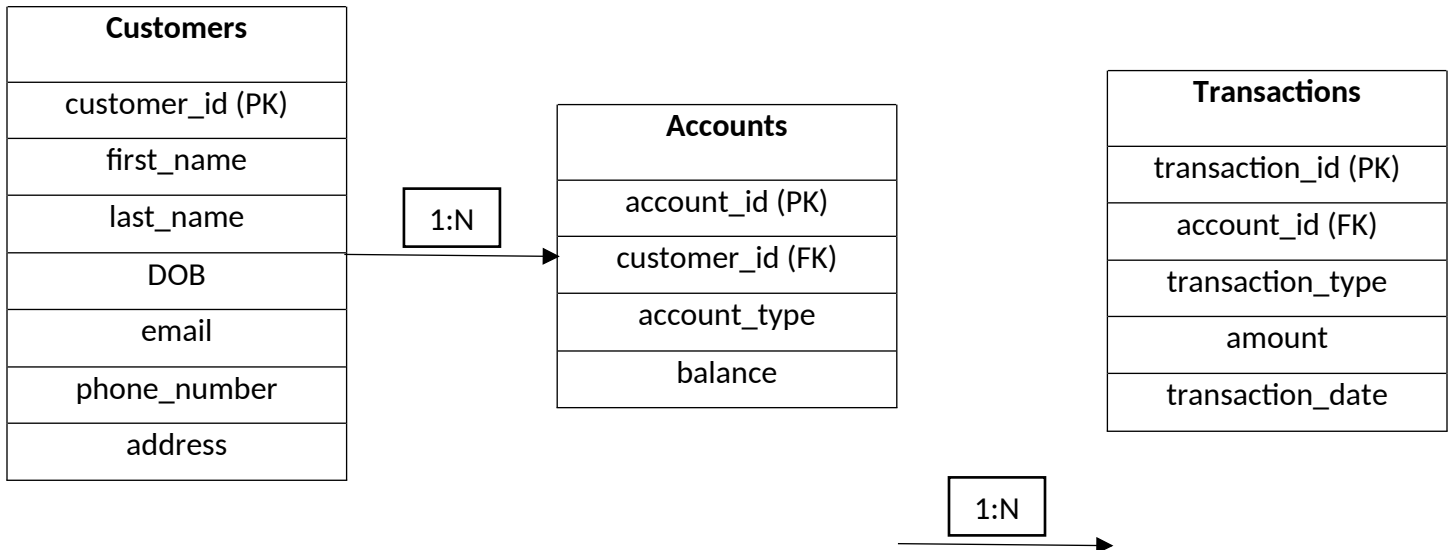 Customers
customer_id (PK)
first_name
last_name
DOB
email
phone_number
address
1:N
Accounts
account_id (PK)
customer_id (FK)
account_type
balance
1:N
Transactions
transaction_id (PK)
account_id (FK)
transaction_type
amount
transaction_date